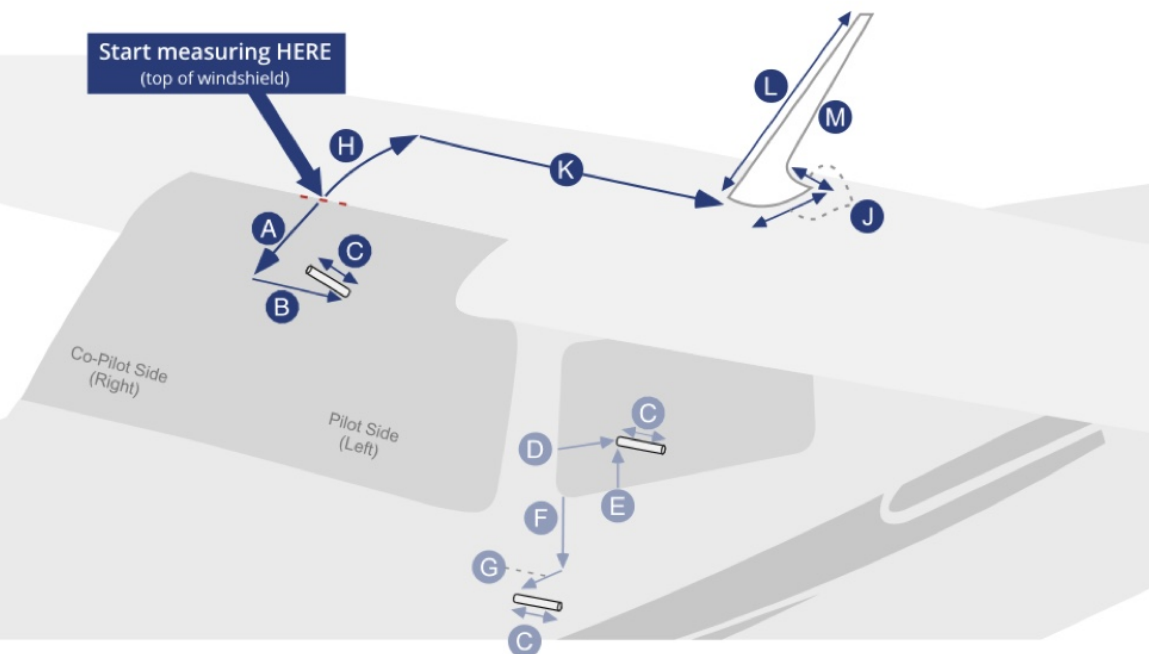 Start measuring HERE
(top of windshield)
H
L
M
K
J
A
C
B
Co-Pilot Side
(Right)
Pilot Side
(Left)
C
D
E
F
G
C